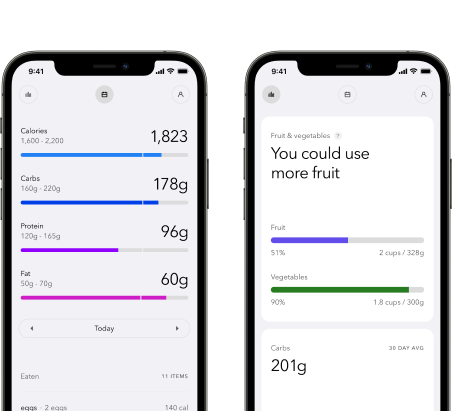 9:41
Calories
1,600 - 2,200
1,823
Carbs
160g - 220g
178g
Protein
120g - 165g
96g
Fat
50g - 70g
60g
Today
Eaten
11 ITEMS
eggs · 2 eggs
140 cal
9:41
Fruit & vegetables ?
You could use
more fruit
Fruit
51%
2 cups / 328g
Vegetables
90%
1.8 cups / 300g
Carbs
30 DAY AVG
201g